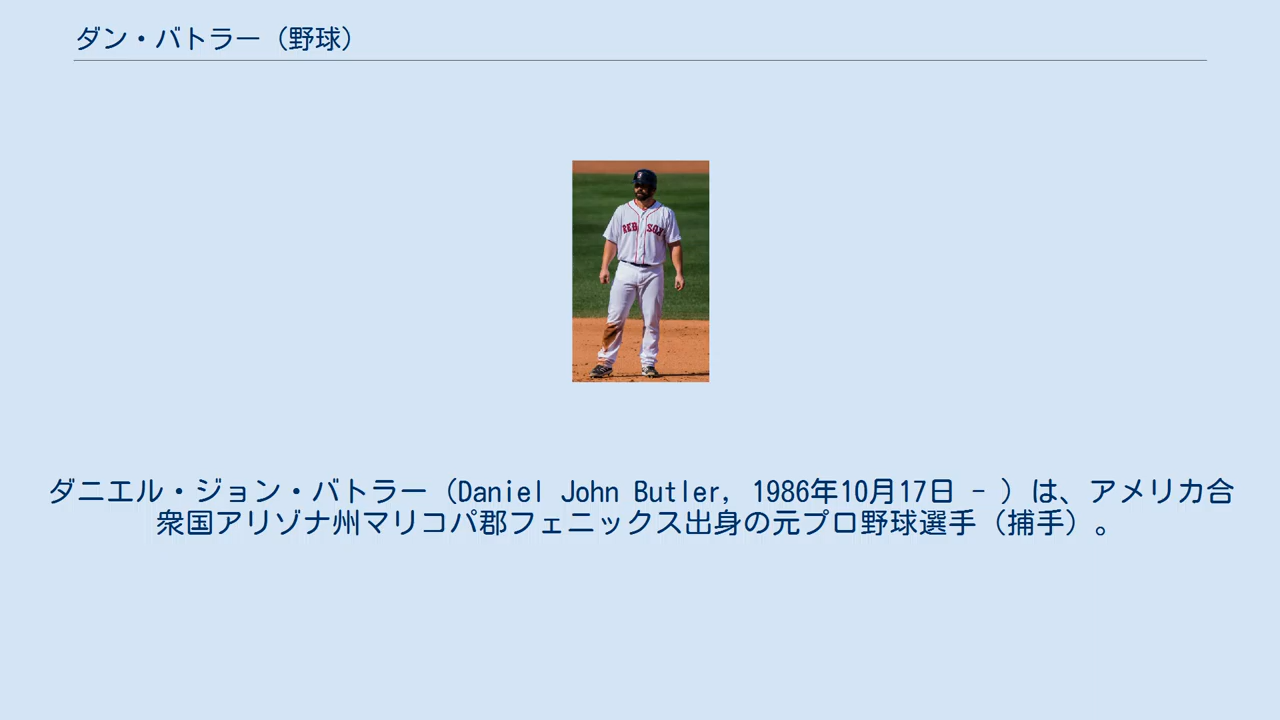 ダン・バトラー（野球）
RED SOX
ダニエル・ジョン・バトラー（Daniel John Butler, 1986年10月17日 - ）は、アメリカ合
衆国アリゾナ州マリコパ郡フェニックス出身の元プロ野球選手（捕手）。